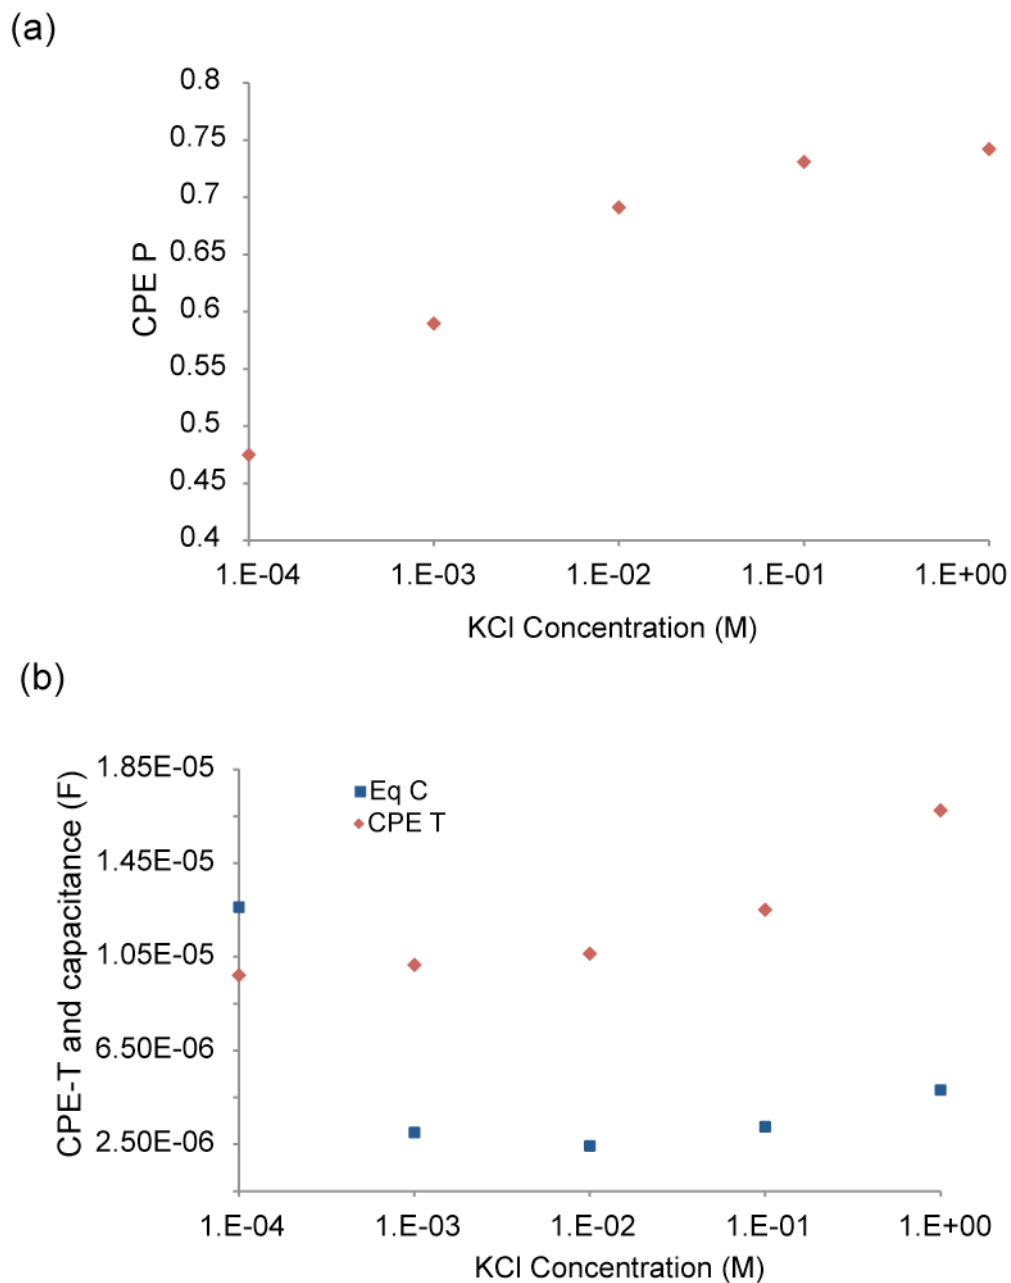 (a)
0.8
0.75
0.7
0.65
0.6
0.55
0.5
0.45
0.4
CPE P
1.E-04 1.E-03 1.E-02 1.E-01 1.E+00
KCl Concentration (M)
(b)
1.85E-05
1.45E-05
1.05E-05
6.50E-06
2.50E-06
CPE-T and capacitance (F)
Eq C
CPE T
1.E-04 1.E-03 1.E-02 1.E-01 1.E+00
KCl Concentration (M)